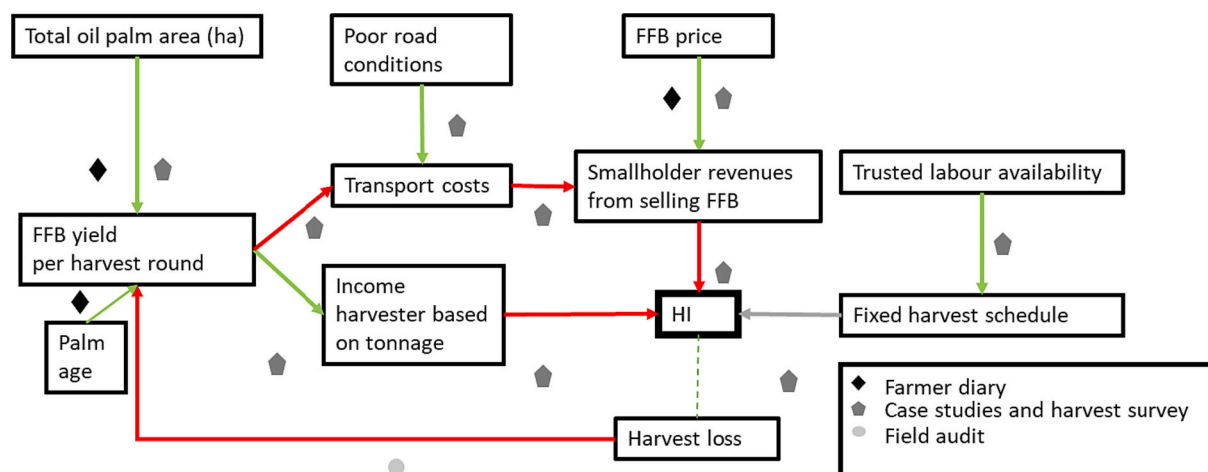 Total oil palm area (ha)
Poor road
conditions
FFB price
Transport costs
Smallholder revenues
from selling FFB
Trusted labour availability
FFB yield
per harvest round
Income
harvester based
on tonnage
HI
Fixed harvest schedule
Palm
age
Harvest loss
Farmer diary
Case studies and harvest survey
Field audit